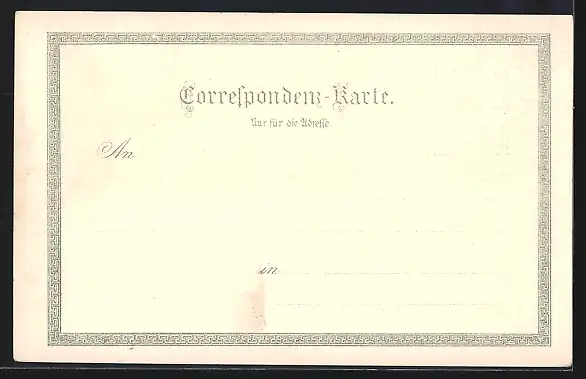 Correſpondenz-Karte.
Nur für die Adreſſe
An
in